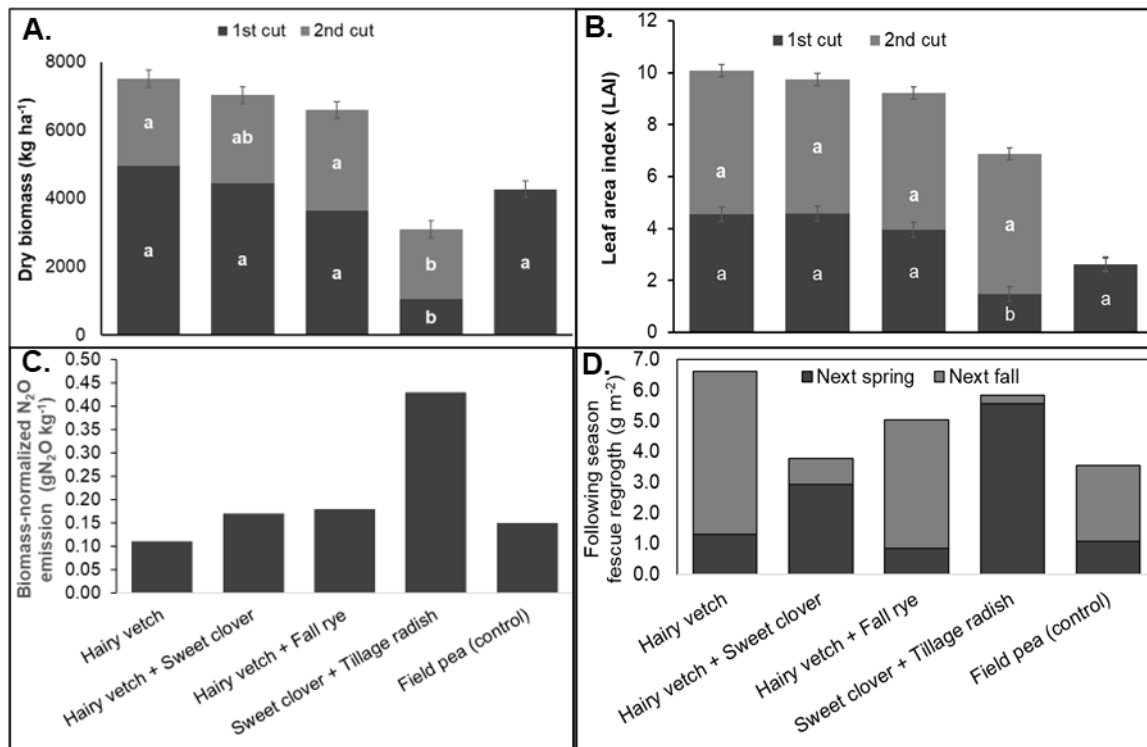 A.
1st cut 2nd cut
Dry biomass (kg ha⁻¹)
8000
6000
4000
2000
0
a ab a b a
a a a b
B.
1st cut 2nd cut
Leaf area index (LAI)
12
10
8
6
4
2
0
a a a a
a a a b a
C.
Biomass-normalized N₂O
emission (gN₂O kg⁻¹)
0.50
0.45
0.40
0.35
0.30
0.25
0.20
0.15
0.10
0.05
0.00
Hairy vetch
Hairy vetch + Sweet clover
Hairy vetch + Fall rye
Sweet clover + Tillage radish
Field pea (control)
D.
Next spring Next fall
Following season
fescue regrogth (g m⁻²)
7.0
6.0
5.0
4.0
3.0
2.0
1.0
0.0
Hairy vetch
Hairy vetch + Sweet clover
Hairy vetch + Fall rye
Sweet clover + Tillage radish
Field pea (control)